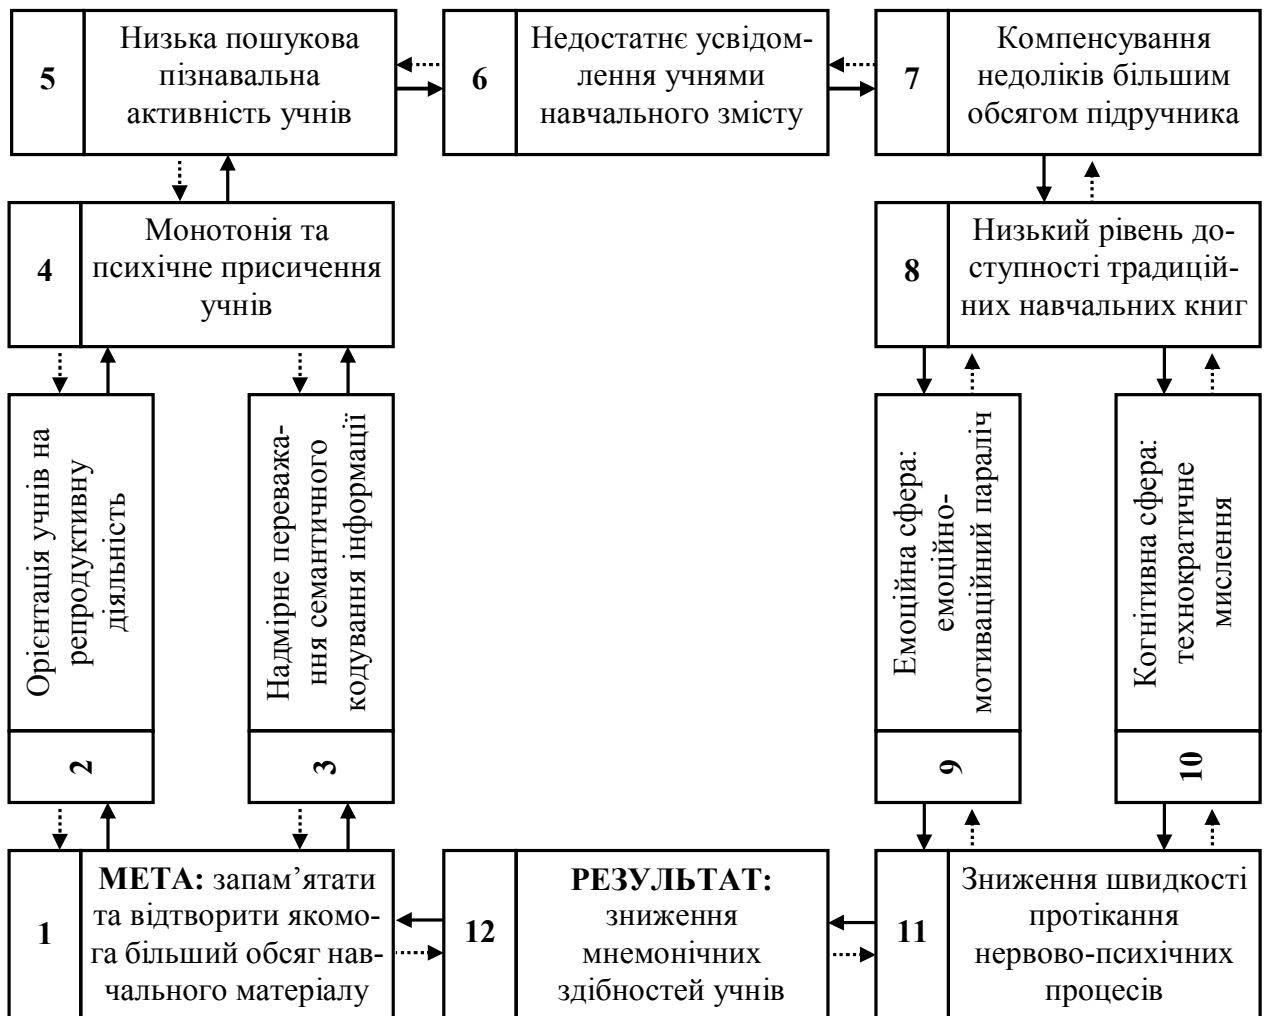 5
Низька пошукова
пізнавальна
активність учнів
6
Недостатнє усвідом-
лення учнями
навчального змісту
7
Компенсування
недоліків більшим
обсягом підручника
4
Монотонія та
психічне присичення
учнів
8
Низький рівень до-
ступності традицій-
них навчальних книг
Орієнтація учнів на
репродуктивну
діяльність
2
Надмірне переважа-
ння семантичного
кодування інформації
3
Емоційна сфера:
емоційно-
мотиваційний параліч
9
Когнітивна сфера:
технократичне
мислення
10
1
МЕТА: запам’ятати
та відтворити якомо-
га більший обсяг нав-
чального матеріалу
12
РЕЗУЛЬТАТ:
зниження
мнемонічних
здібностей учнів
11
Зниження швидкості
протікання
нервово-психічних
процесів